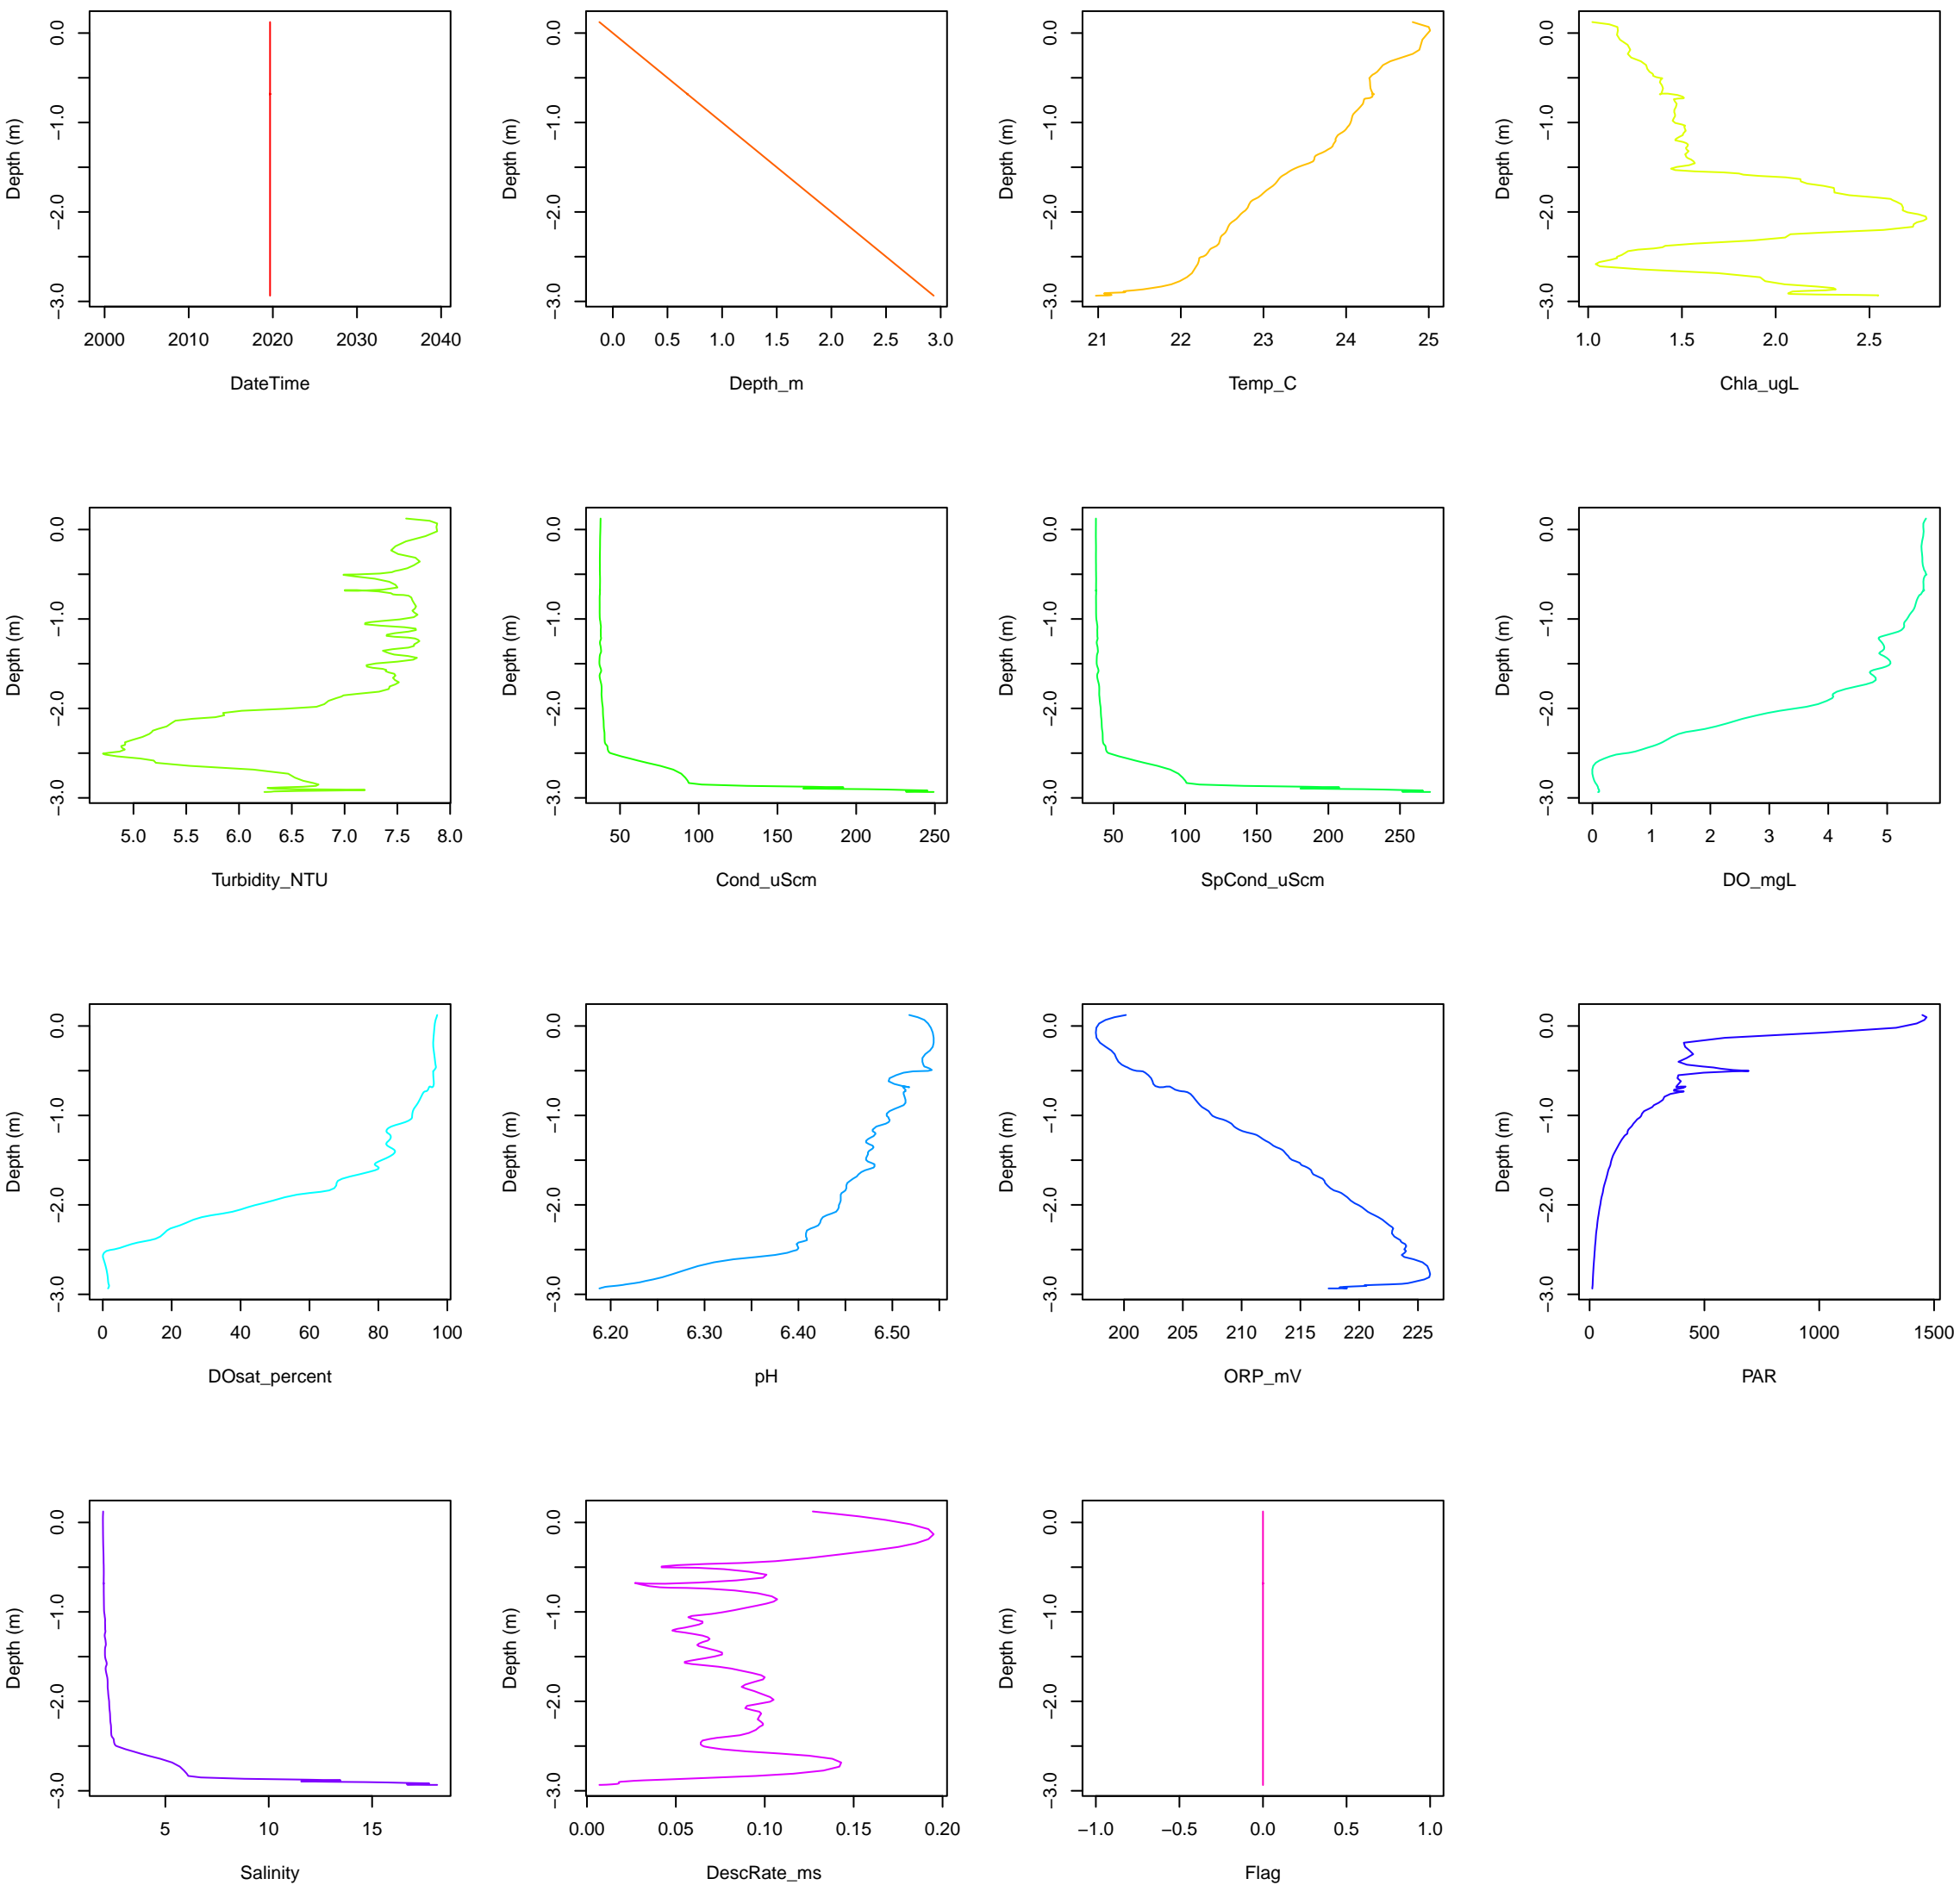 Depth (m)
0.0
−1.0
−2.0
−3.0
2000 2010 2020 2030 2040
DateTime
Depth (m)
0.0
−1.0
−2.0
−3.0
0.0 0.5 1.0 1.5 2.0 2.5 3.0
Depth_m
Depth (m)
0.0
−1.0
−2.0
−3.0
21 22 23 24 25
Temp_C
Depth (m)
0.0
−1.0
−2.0
−3.0
1.0 1.5 2.0 2.5
Chla_ugL
Depth (m)
0.0
−1.0
−2.0
−3.0
5.0 5.5 6.0 6.5 7.0 7.5 8.0
Turbidity_NTU
Depth (m)
0.0
−1.0
−2.0
−3.0
50 100 150 200 250
Cond_uScm
Depth (m)
0.0
−1.0
−2.0
−3.0
50 100 150 200 250
SpCond_uScm
Depth (m)
0.0
−1.0
−2.0
−3.0
0 1 2 3 4 5
DO_mgL
Depth (m)
0.0
−1.0
−2.0
−3.0
0 20 40 60 80 100
DOsat_percent
Depth (m)
0.0
−1.0
−2.0
−3.0
6.20 6.30 6.40 6.50
pH
Depth (m)
0.0
−1.0
−2.0
−3.0
200 205 210 215 220 225
ORP_mV
Depth (m)
0.0
−1.0
−2.0
−3.0
0 500 1000 1500
PAR
Depth (m)
0.0
−1.0
−2.0
−3.0
5 10 15
Salinity
Depth (m)
0.0
−1.0
−2.0
−3.0
0.00 0.05 0.10 0.15 0.20
DescRate_ms
Depth (m)
0.0
−1.0
−2.0
−3.0
−1.0 −0.5 0.0 0.5 1.0
Flag